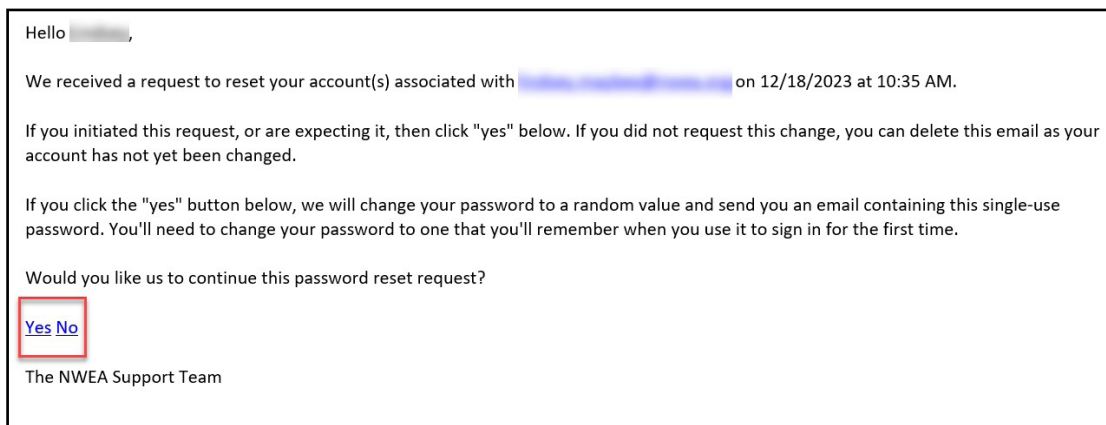 Hello ,
We received a request to reset your account(s) associated with on 12/18/2023 at 10:35 AM.
If you initiated this request, or are expecting it, then click "yes" below. If you did not request this change, you can delete this email as your
account has not yet been changed.
If you click the "yes" button below, we will change your password to a random value and send you an email containing this single-use
password. You'll need to change your password to one that you'll remember when you use it to sign in for the first time.
Would you like us to continue this password reset request?
Yes No
The NWEA Support Team